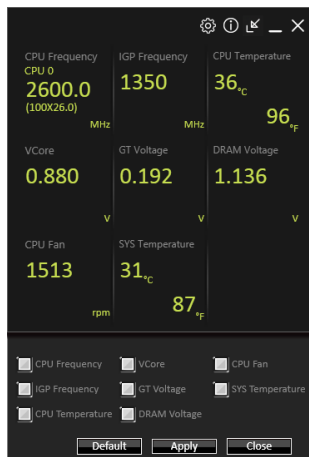 CPU Frequency IGP Frequency CPU Temperature
CPU 0
2600.0 1350 36°C
(100X26.0)
MHz MHz 96°F
VCore GT Voltage DRAM Voltage
0.880 0.192 1.136
V V V
CPU Fan SYS Temperature
1513 31°C
rpm 87°F
CPU Frequency VCore CPU Fan
IGP Frequency GT Voltage SYS Temperature
CPU Temperature DRAM Voltage
Default Apply Close